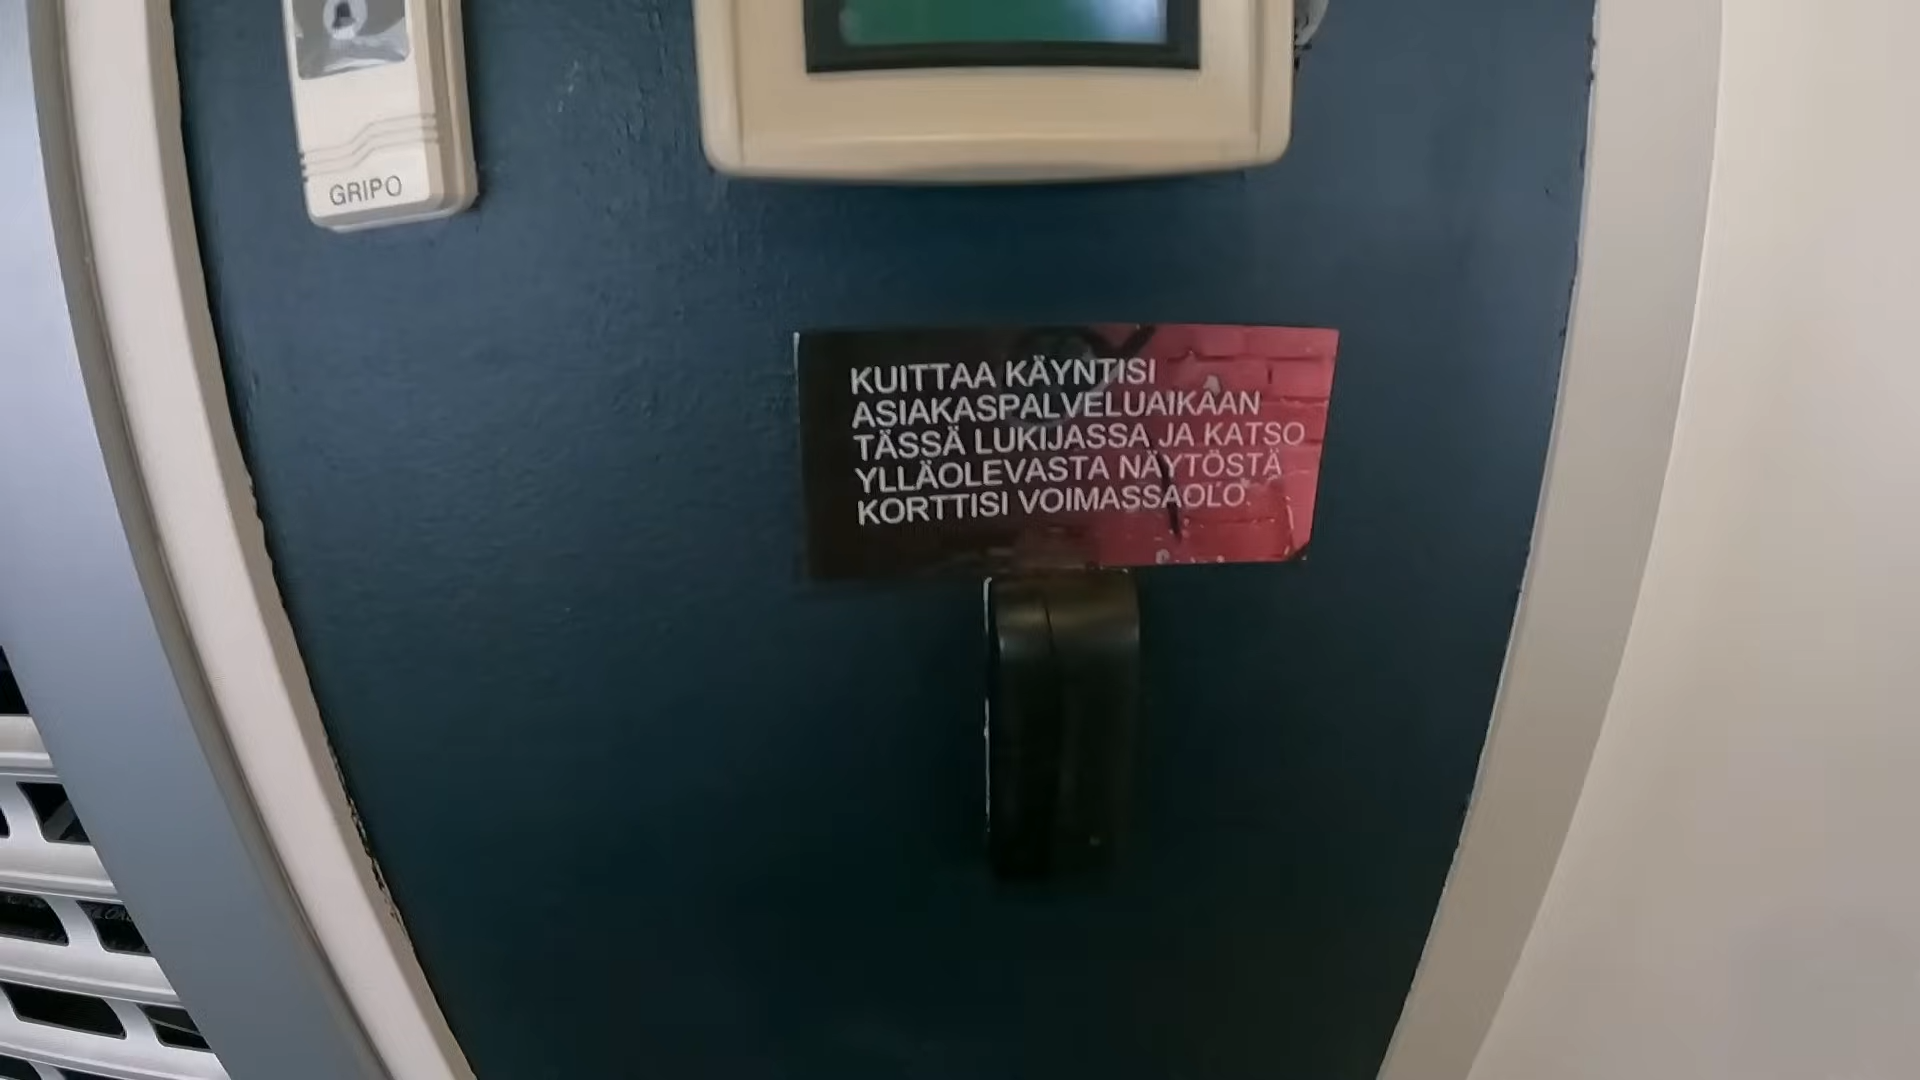 GRIPO
KUITTAA KÄYNTISI
ASIAKASPALVELUAIKAAN
TÄSSÄ LUKIJASSA JA KATSO
YLLÄOLEVASTA NÄYTÖSTÄ
KORTTISI VOIMASSAOLO.